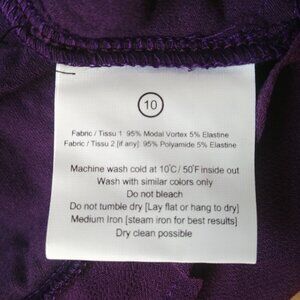 10
Fabric / Tissu 1 95% Modal Vortex 5% Elastine
Fabric / Tissu 2 [if any]: 95% Polyamide 5% Elastine
Machine wash cold at 10℃ / 50℉ inside out
Wash with similar colors only
Do not bleach
Do not tumble dry [Lay flat or hang to dry]
Medium Iron [steam iron for best results]
Dry clean possible